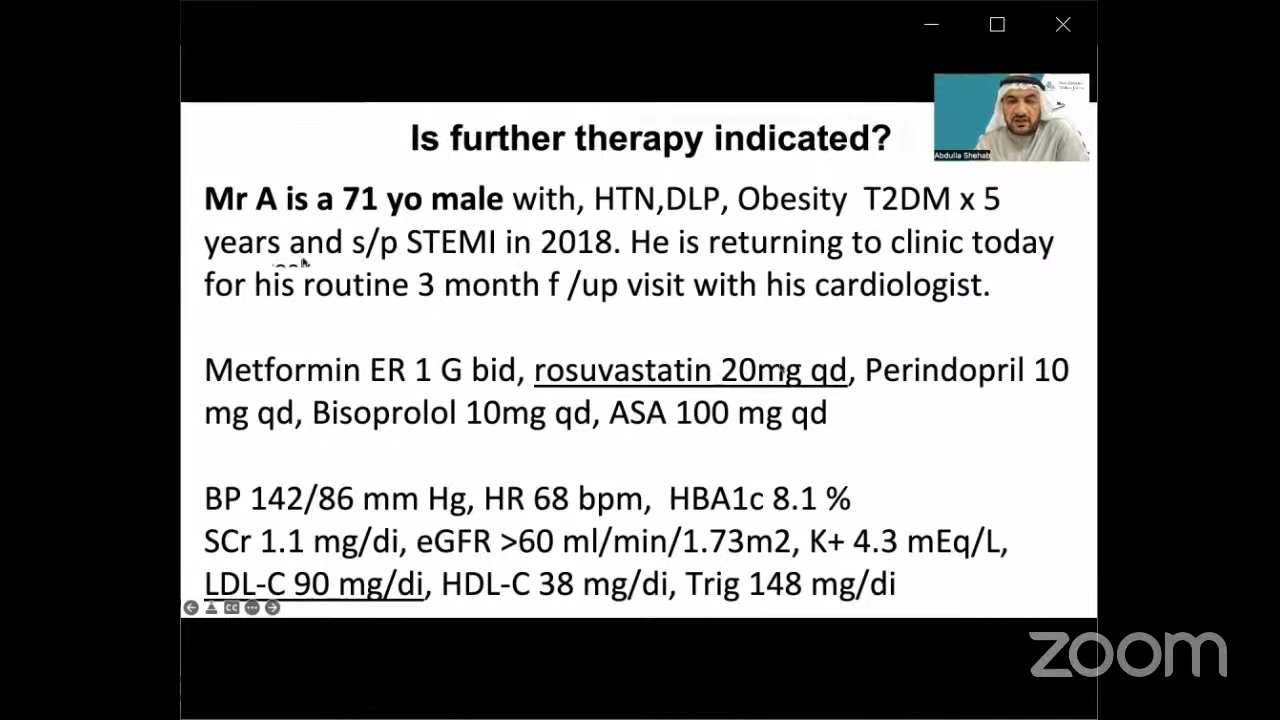 Is further therapy indicated?
Abdulla Shehab
Mr A is a 71 yo male with, HTN,DLP, Obesity T2DM x 5
years and s/p STEMI in 2018. He is returning to clinic today
for his routine 3 month f /up visit with his cardiologist.
Metformin ER 1 G bid, rosuvastatin 20mg qd, Perindopril 10
mg qd, Bisoprolol 10mg qd, ASA 100 mg qd
BP 142/86 mm Hg, HR 68 bpm, HBA1c 8.1 %
SCr 1.1 mg/di, eGFR >60 ml/min/1.73m2, K+ 4.3 mEq/L,
LDL-C 90 mg/di, HDL-C 38 mg/di, Trig 148 mg/di
CC
zoom